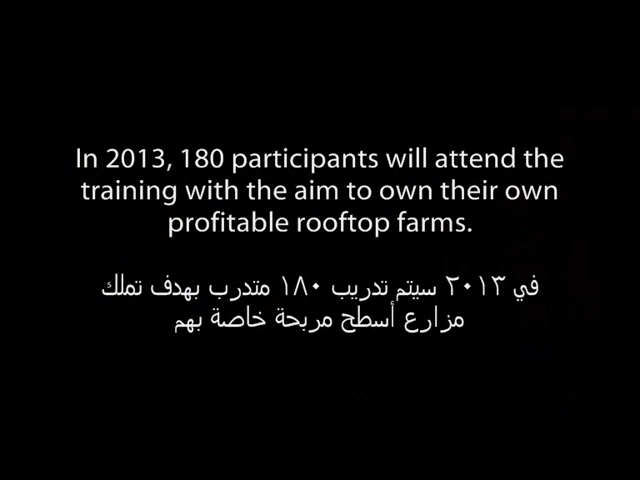 In 2013, 180 participants will attend the
training with the aim to own their own
profitable rooftop farms.
في ٢٠١٣ سيتم تدريب ١٨٠ متدرب بهدف تملك
مزارع أسطح مربحة خاصة بهم